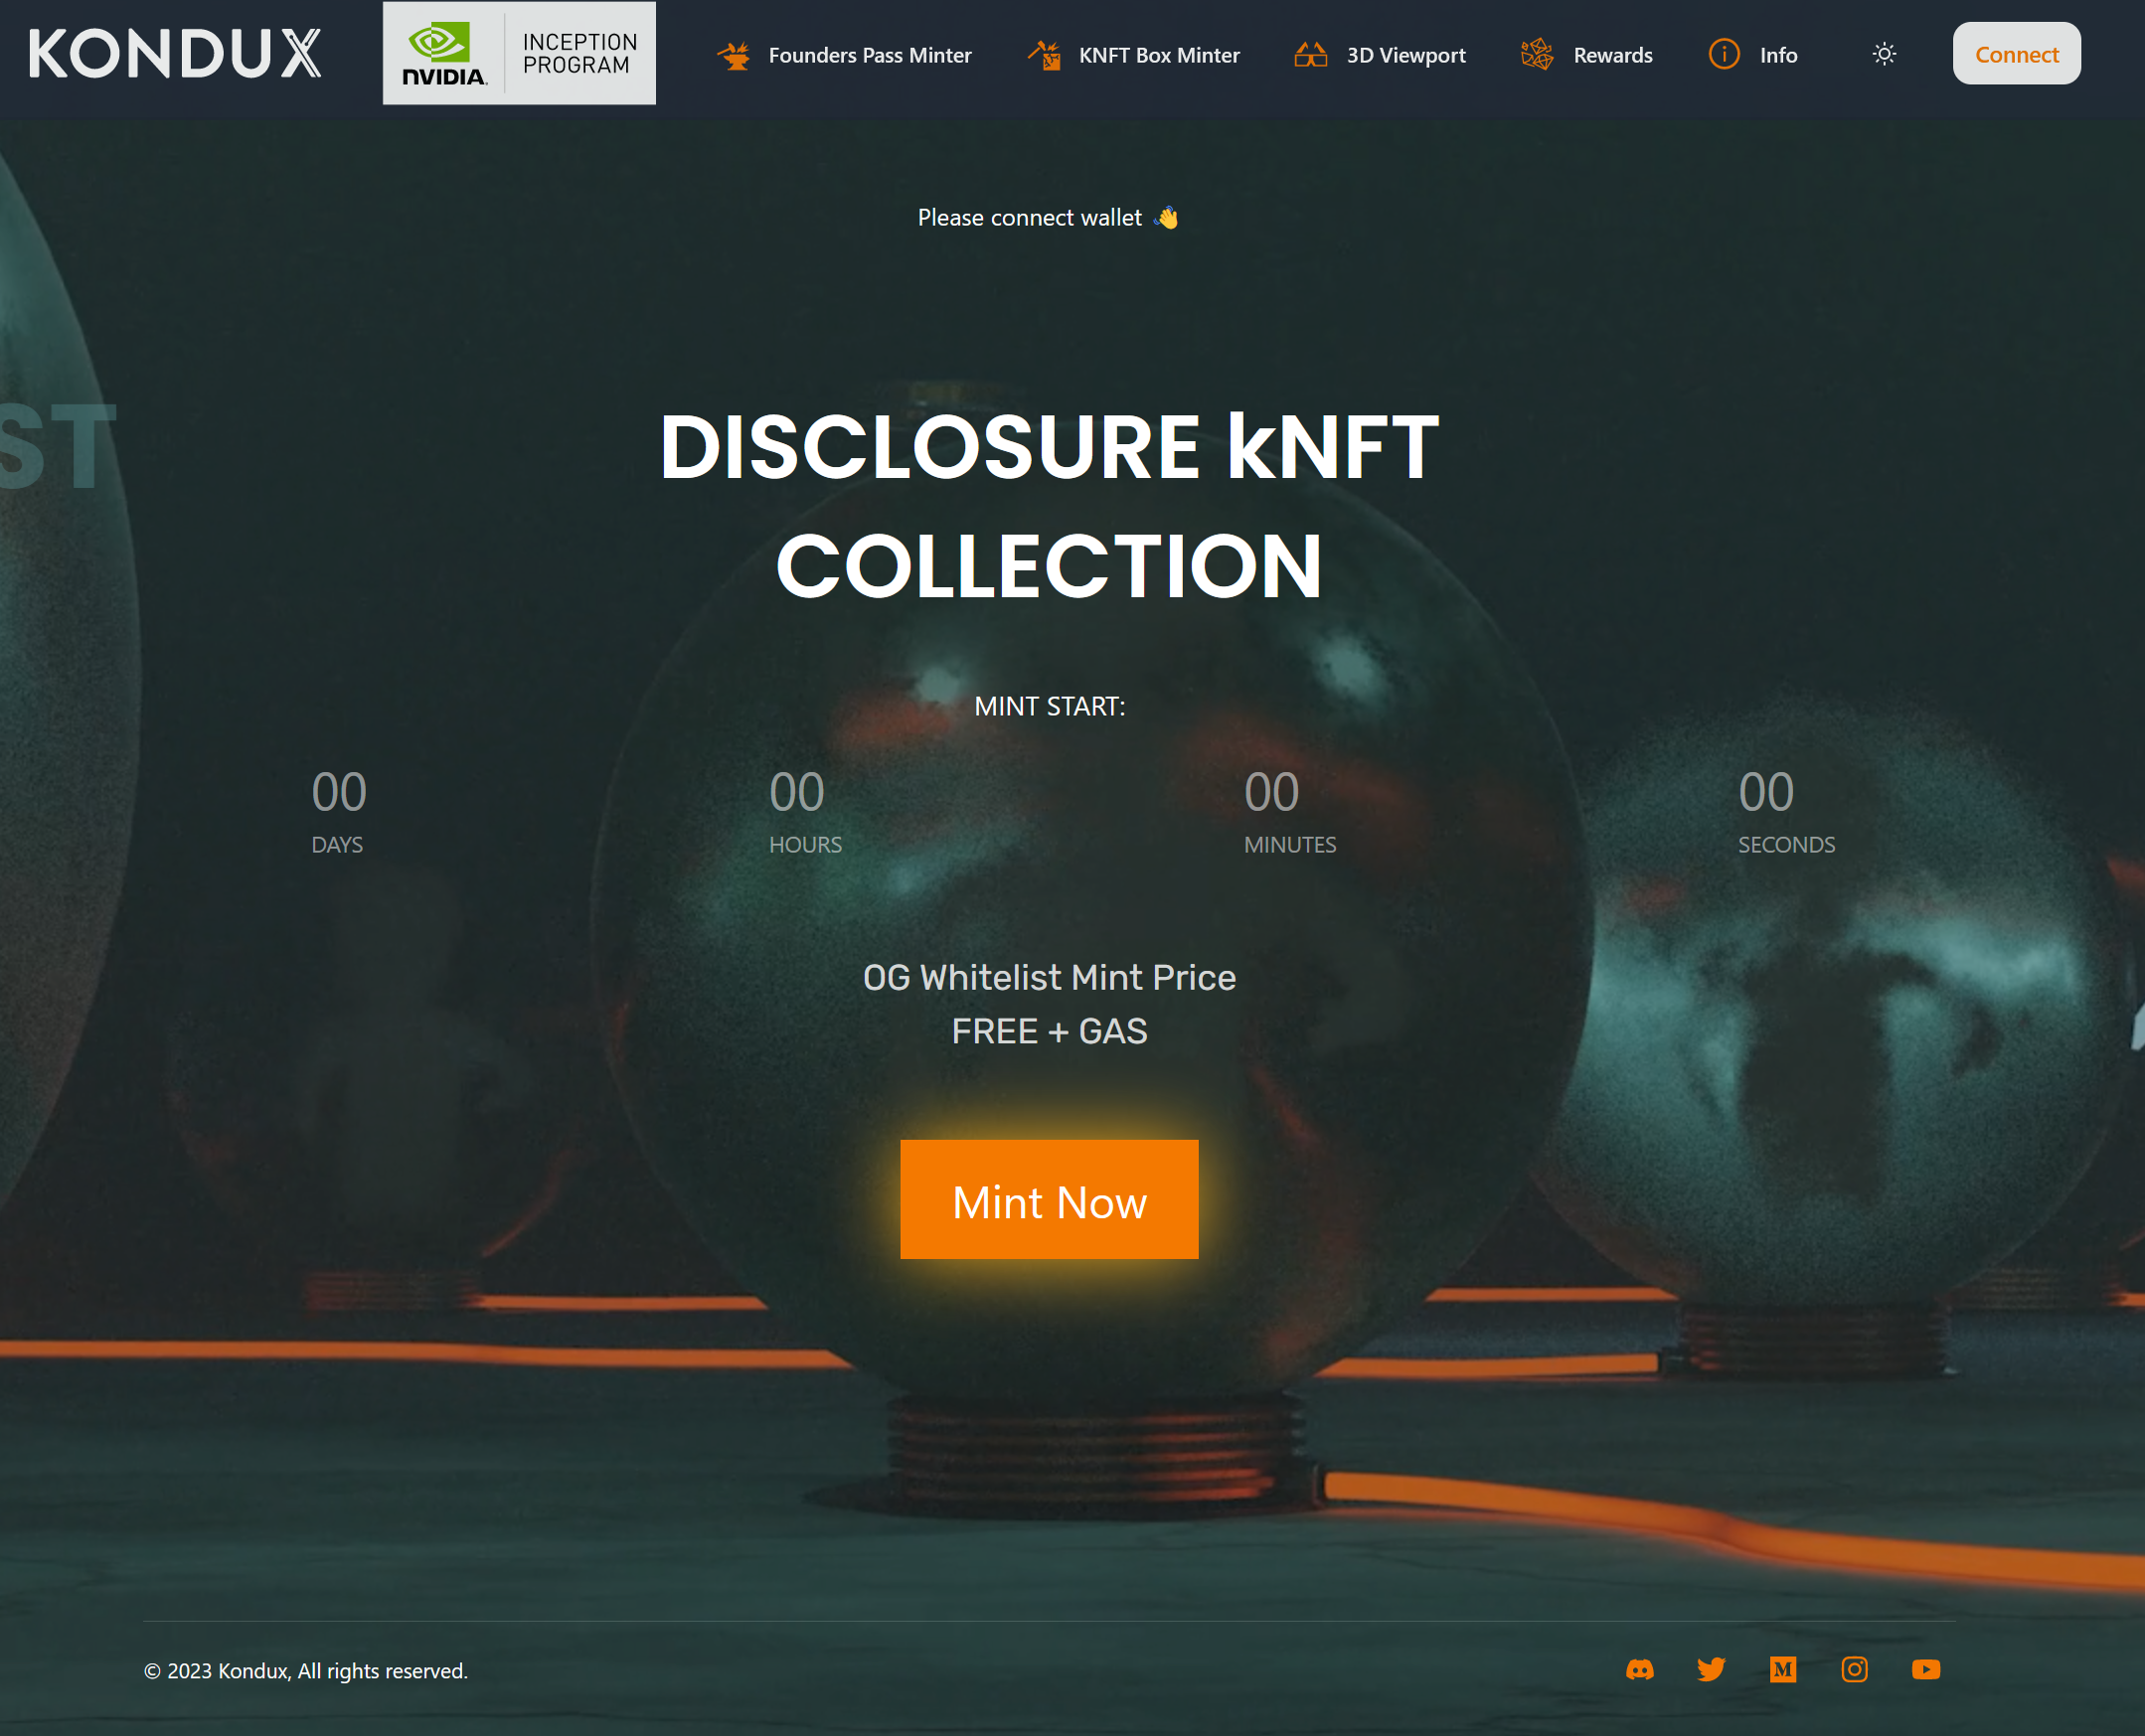 KONDUX
NVIDIA.
INCEPTION
PROGRAM
Founders Pass Minter
KNFT Box Minter
3D Viewport
Rewards
Info
Connect
Please connect wallet 👋
ST
DISCLOSURE kNFT
COLLECTION
MINT START:
00
DAYS
00
HOURS
00
MINUTES
00
SECONDS
OG Whitelist Mint Price
FREE + GAS
Mint Now
© 2023 Kondux, All rights reserved.